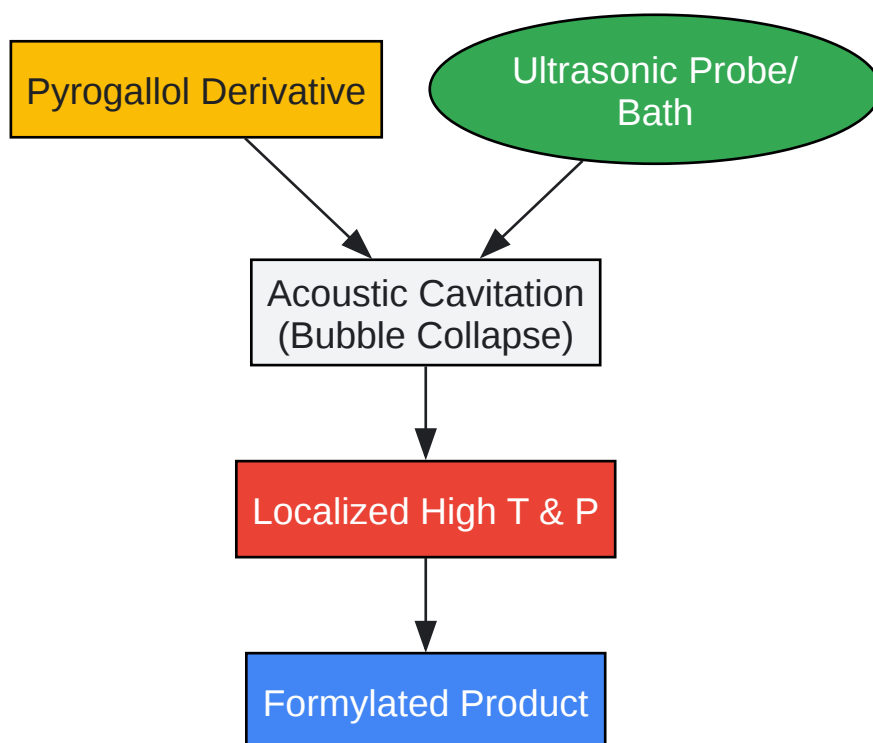 Pyrogallol Derivative
Ultrasonic Probe/
Bath
Acoustic Cavitation
(Bubble Collapse)
Localized High T & P
Formylated Product